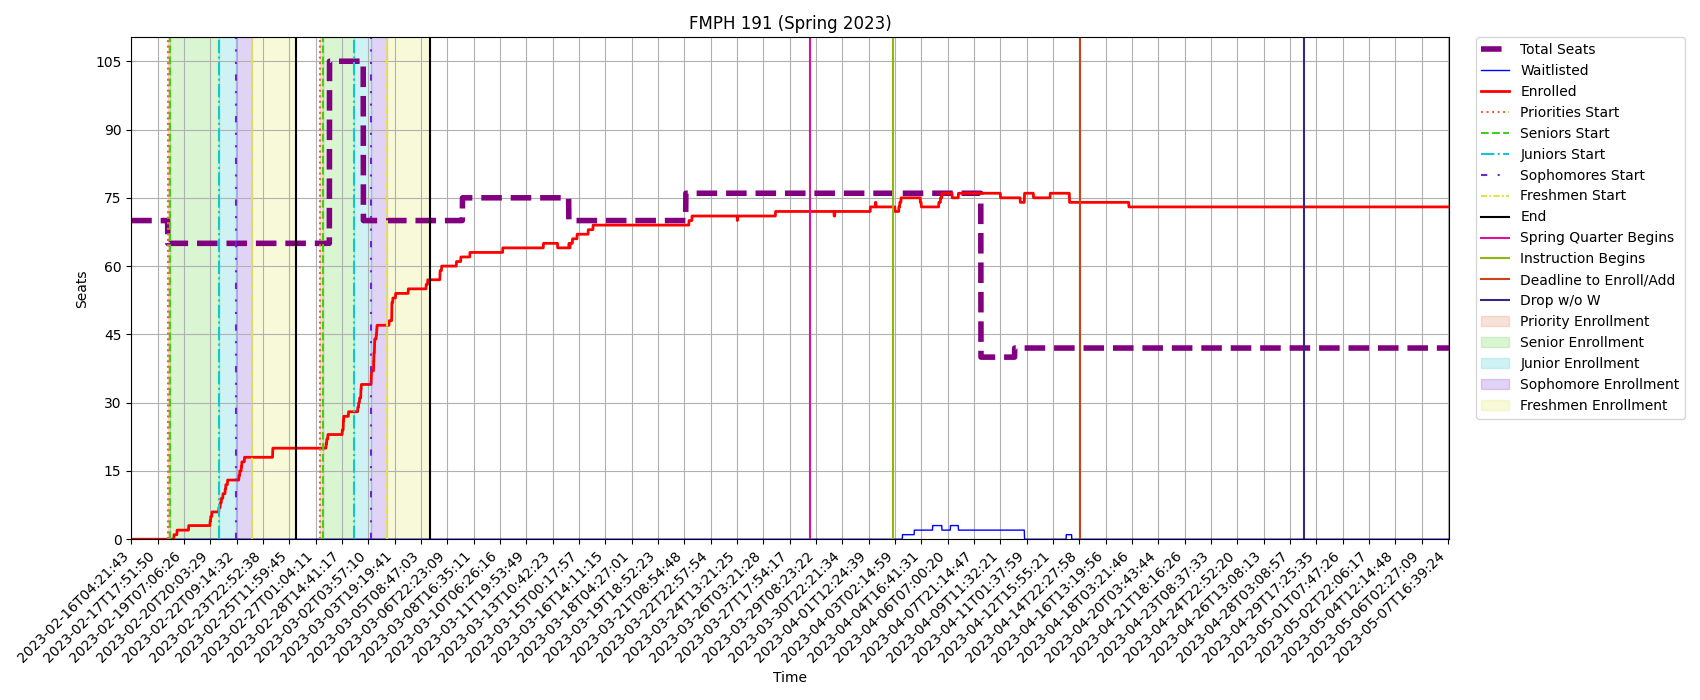 FMPH 191 (Spring 2023)
105
90
75
60
45
30
15
0
Seats
2023-02-16T04:21:43
2023-02-17T17:51:50
2023-02-19T07:06:26
2023-02-20T20:03:29
2023-02-22T09:14:32
2023-02-23T22:52:38
2023-02-25T11:59:45
2023-02-27T01:04:11
2023-02-28T14:41:17
2023-03-02T03:57:10
2023-03-03T19:19:41
2023-03-05T08:47:03
2023-03-06T22:23:09
2023-03-08T16:35:11
2023-03-10T06:26:16
2023-03-11T19:53:49
2023-03-13T10:42:23
2023-03-15T00:17:57
2023-03-16T14:11:15
2023-03-18T04:27:01
2023-03-19T18:52:23
2023-03-21T08:54:48
2023-03-22T22:57:54
2023-03-24T13:21:25
2023-03-26T03:21:28
2023-03-27T17:54:17
2023-03-29T08:23:22
2023-03-30T22:21:34
2023-04-01T12:24:39
2023-04-03T02:14:59
2023-04-04T16:41:31
2023-04-06T07:00:20
2023-04-07T21:14:47
2023-04-09T11:32:21
2023-04-11T01:37:59
2023-04-12T15:55:21
2023-04-14T22:27:58
2023-04-16T13:19:56
2023-04-18T03:21:46
2023-04-20T03:43:44
2023-04-21T18:16:26
2023-04-23T08:37:33
2023-04-24T22:52:20
2023-04-26T13:08:13
2023-04-28T03:08:57
2023-04-29T17:25:35
2023-05-01T07:47:26
2023-05-02T22:06:17
2023-05-04T12:14:48
2023-05-06T02:27:09
2023-05-07T16:39:24
Time
Total Seats
Waitlisted
Enrolled
Priorities Start
Seniors Start
Juniors Start
Sophomores Start
Freshmen Start
End
Spring Quarter Begins
Instruction Begins
Deadline to Enroll/Add
Drop w/o W
Priority Enrollment
Senior Enrollment
Junior Enrollment
Sophomore Enrollment
Freshmen Enrollment